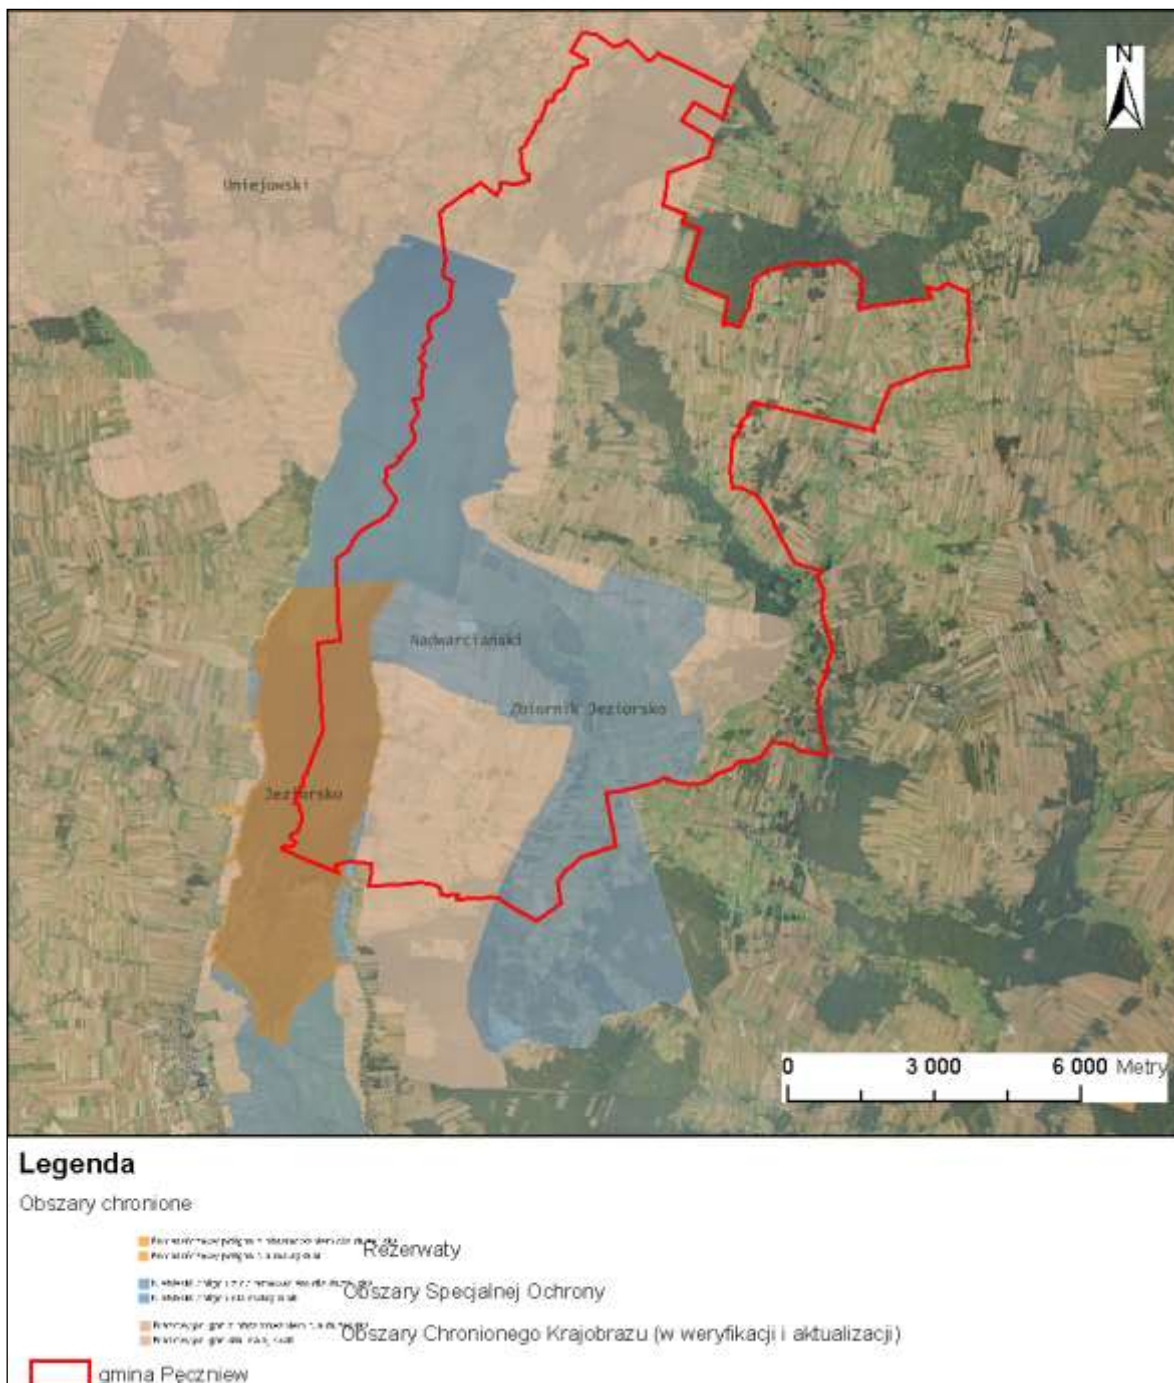 N
Uniejowski
Nadwarciański
Zbiornik Jeziorsko
Jeziorsko
0 3 000 6 000 Metry
Legenda
Obszary chronione
Rezerwaty
Obszary Specjalnej Ochrony
Obszary Chronionego Krajobrazu (w weryfikacji i aktualizacji)
gmina Pęczniew